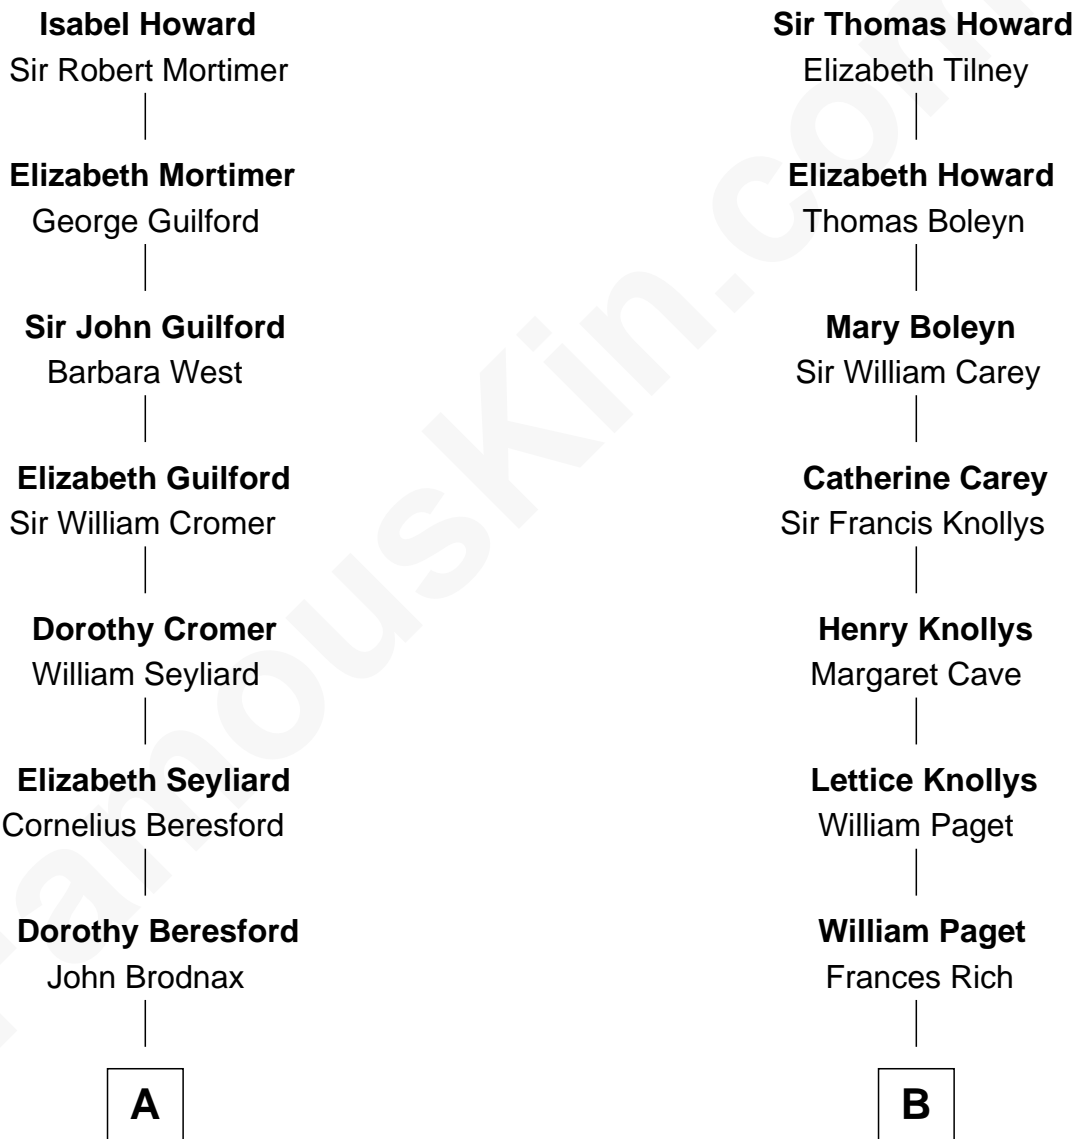 Isabel Howard
Sir Robert Mortimer
Elizabeth Mortimer
George Guilford
Sir John Guilford
Barbara West
Elizabeth Guilford
Sir William Cromer
Dorothy Cromer
William Seyliard
Elizabeth Seyliard
Cornelius Beresford
Dorothy Beresford
John Brodnax
A
Sir Thomas Howard
Elizabeth Tilney
Elizabeth Howard
Thomas Boleyn
Mary Boleyn
Sir William Carey
Catherine Carey
Sir Francis Knollys
Henry Knollys
Margaret Cave
Lettice Knollys
William Paget
William Paget
Frances Rich
B
FamousKin.com